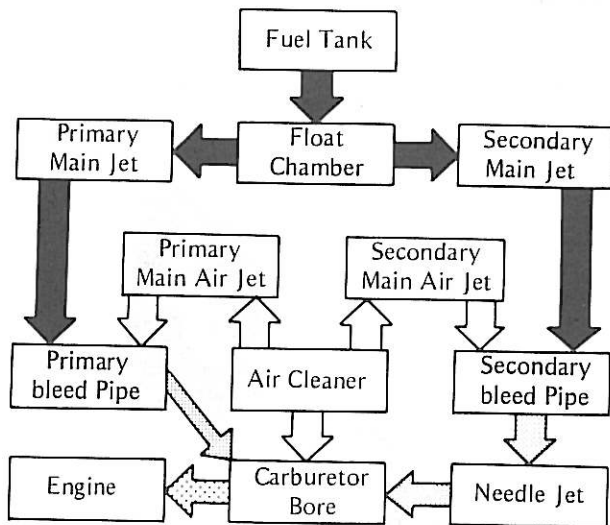 Fuel Tank
Primary
Main Jet
Float
Chamber
Secondary
Main Jet
Primary
Main Air Jet
Secondary
Main Air Jet
Primary
bleed Pipe
Air Cleaner
Secondary
bleed Pipe
Engine
Carburetor
Bore
Needle Jet